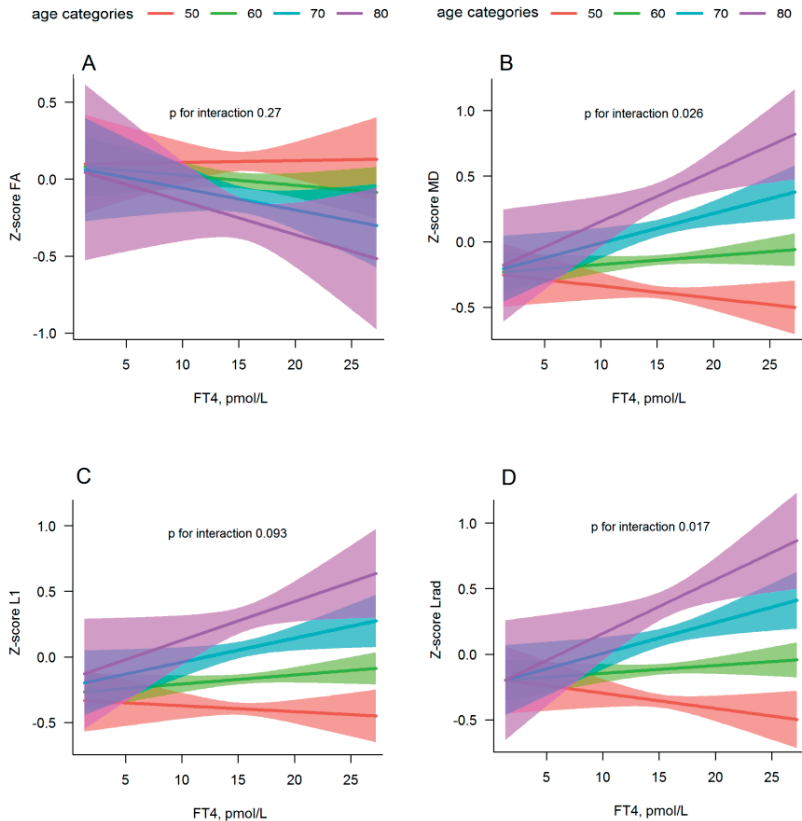 age categories 50 60 70 80 age categories 50 60 70 80
A
p for interaction 0.27
Z-score FA
0.5
0.0
-0.5
-1.0
5 10 15 20 25
FT4, pmol/L
B
p for interaction 0.026
Z-score MD
1.0
0.5
0.0
-0.5
5 10 15 20 25
FT4, pmol/L
C
p for interaction 0.093
Z-score L1
1.0
0.5
0.0
-0.5
5 10 15 20 25
FT4, pmol/L
D
p for interaction 0.017
Z-score Lrad
1.0
0.5
0.0
-0.5
5 10 15 20 25
FT4, pmol/L